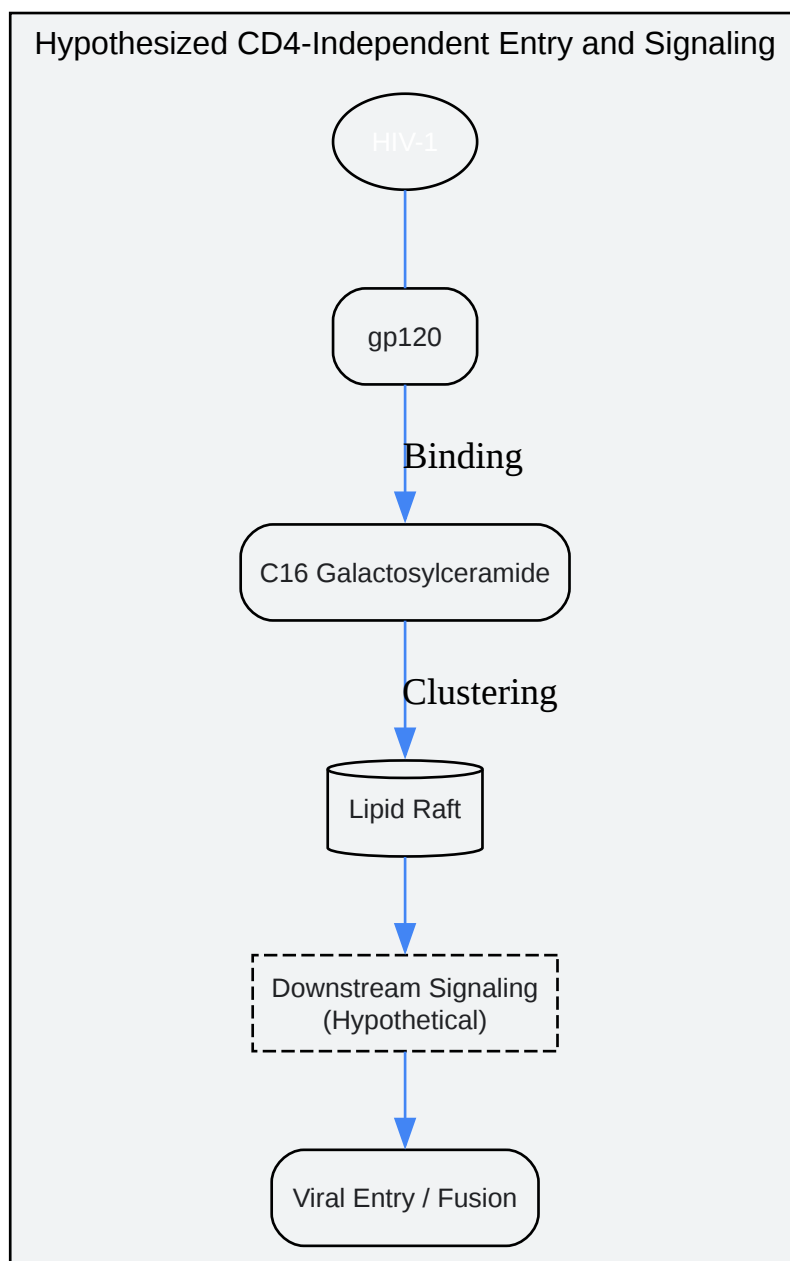 Hypothesized CD4-Independent Entry and Signaling
HIV-1
gp120
Binding
C16 Galactosylceramide
Clustering
Lipid Raft
Downstream Signaling
(Hypothetical)
Viral Entry / Fusion